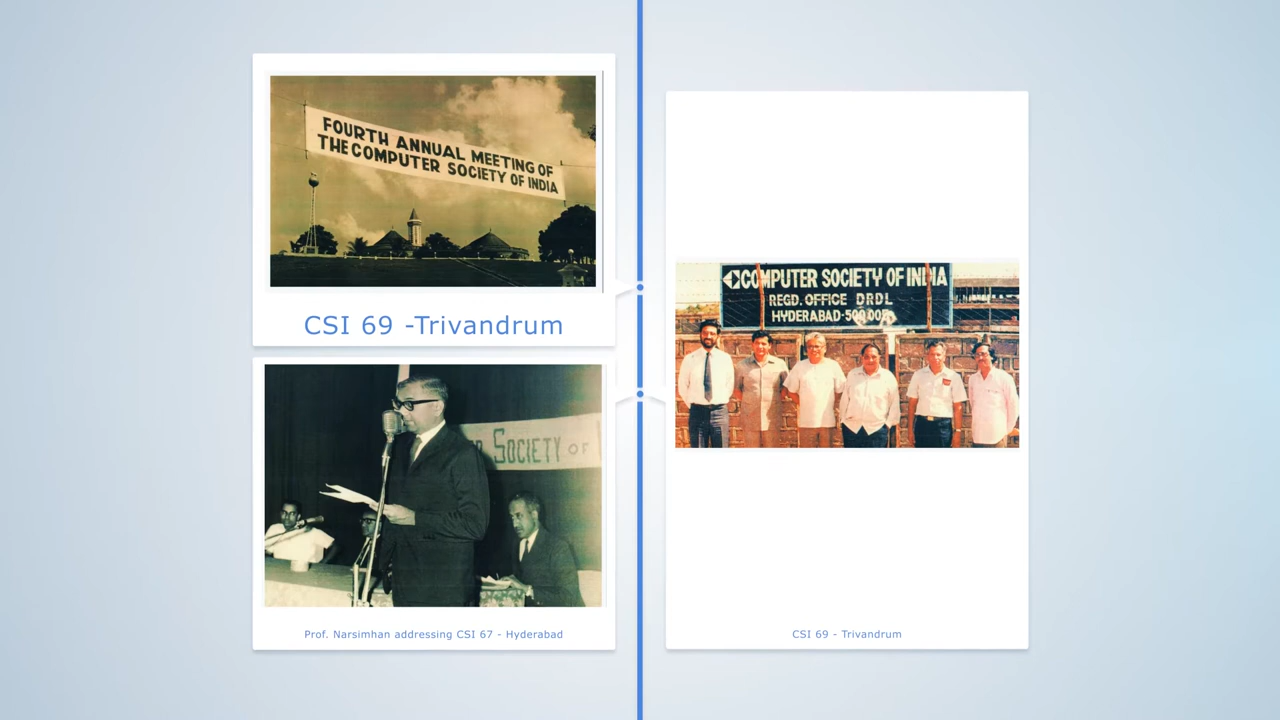 FOURTH ANNUAL MEETING OF
THE COMPUTER SOCIETY OF INDIA
CSI 69 -Trivandrum
SOCIETY OF
Prof. Narsimhan addressing CSI 67 - Hyderabad
COMPUTER SOCIETY OF INDIA
REGD. OFFICE DRDL
HYDERABAD-500
CSI 69 - Trivandrum